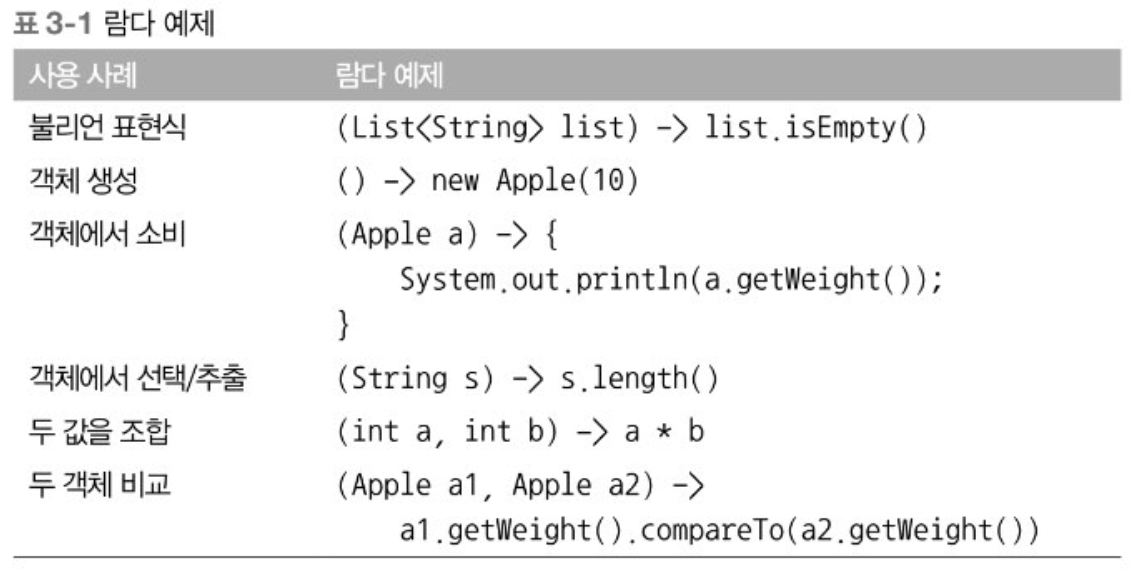 표 3-1 람다 예제
사용 사례 람다 예제
불리언 표현식 (List<String> list) -> list.isEmpty()
객체 생성 () -> new Apple(10)
객체에서 소비 (Apple a) -> {
System.out.println(a.getWeight());
}
객체에서 선택/추출 (String s) -> s.length()
두 값을 조합 (int a, int b) -> a * b
두 객체 비교 (Apple a1, Apple a2) ->
a1.getWeight().compareTo(a2.getWeight())